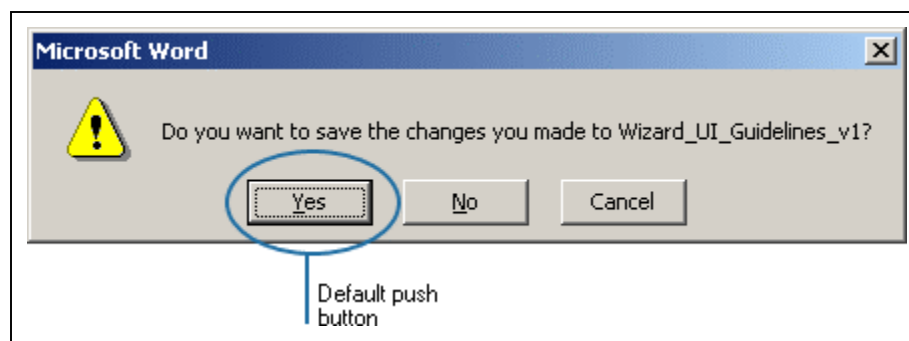 Microsoft Word
Do you want to save the changes you made to Wizard_UI_Guidelines_v1?
Yes No Cancel
Default push
button